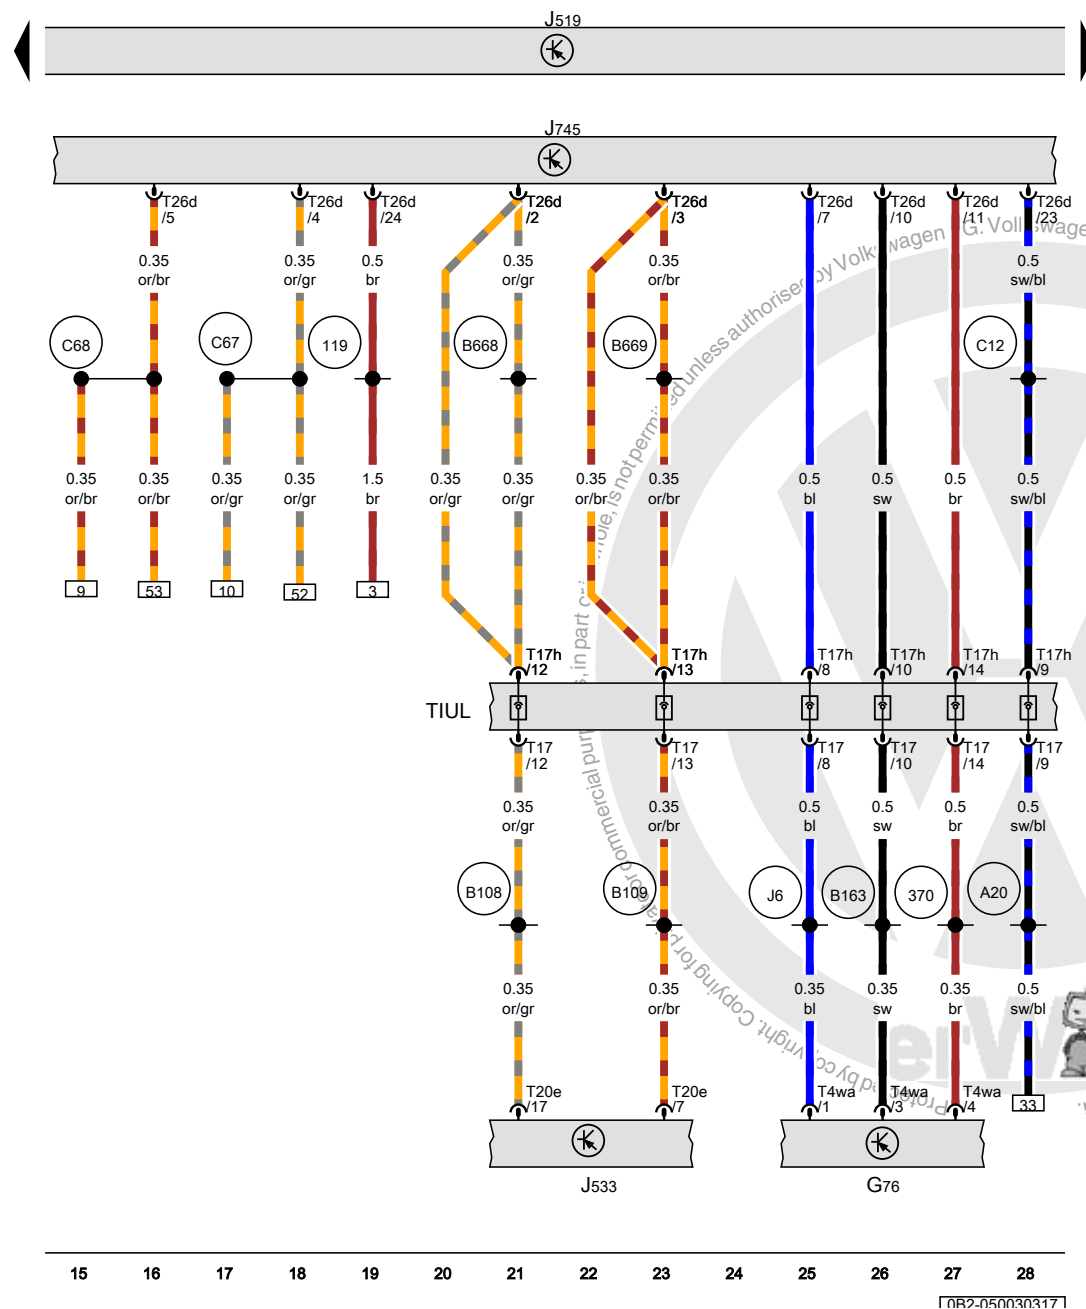 J519
J745
T26d /5
T26d /4
T26d /24
T26d /2
T26d /3
T26d /7
T26d /10
T26d /11
T26d /23
0.35 or/br
0.35 or/gr
0.5 br
0.35 or/gr
0.35 or/br
0.5 sw/bl
C68
C67
119
B668
B669
C12
0.35 or/br
0.35 or/br
0.35 or/gr
0.35 or/gr
1.5 br
0.35 or/gr
0.35 or/gr
0.35 or/br
0.35 or/br
0.5 bl
0.5 sw
0.5 br
0.5 sw/bl
9
53
10
52
3
T17h /12
T17h /13
T17h /8
T17h /10
T17h /14
T17h /9
TIUL
T17 /12
T17 /13
T17 /8
T17 /10
T17 /14
T17 /9
0.35 or/gr
0.35 or/br
0.5 bl
0.5 sw
0.5 br
0.5 sw/bl
B108
B109
J6
B163
370
A20
0.35 or/gr
0.35 or/br
0.35 bl
0.35 sw
0.35 br
0.5 sw/bl
T20e /17
T20e /7
T4wa /1
T4wa /3
T4wa /4
33
J533
G76
15 16 17 18 19 20 21 22 23 24 25 26 27 28
0B2-050030317